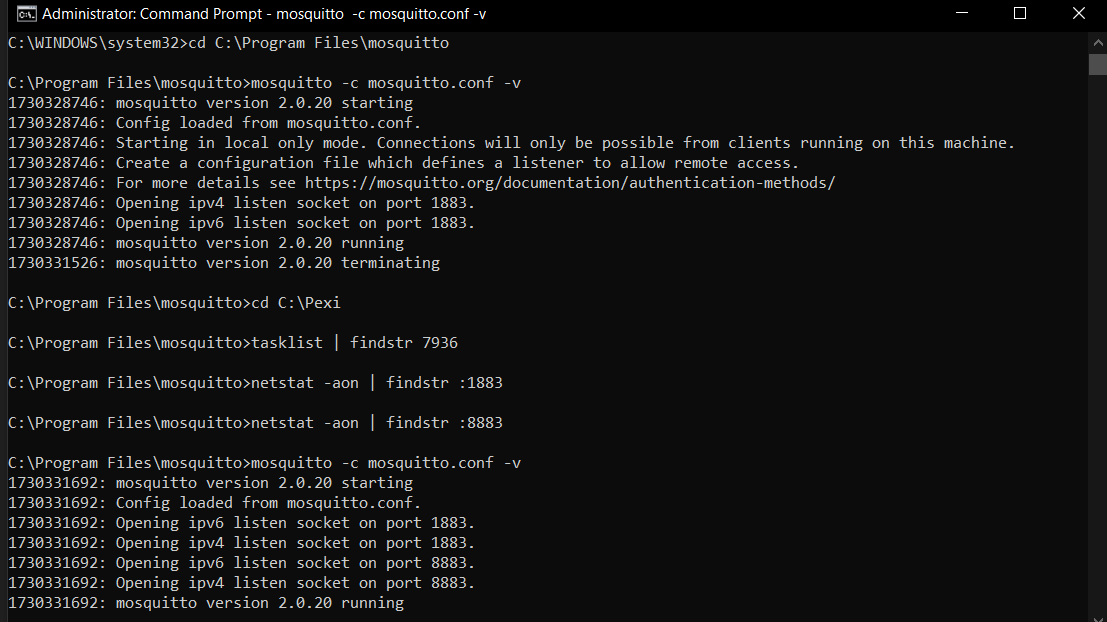 Administrator: Command Prompt - mosquitto  -c mosquitto.conf -v
C:\WINDOWS\system32>cd C:\Program Files\mosquitto
C:\Program Files\mosquitto>mosquitto -c mosquitto.conf -v
1730328746: mosquitto version 2.0.20 starting
1730328746: Config loaded from mosquitto.conf.
1730328746: Starting in local only mode. Connections will only be possible from clients running on this machine.
1730328746: Create a configuration file which defines a listener to allow remote access.
1730328746: For more details see https://mosquitto.org/documentation/authentication-methods/
1730328746: Opening ipv4 listen socket on port 1883.
1730328746: Opening ipv6 listen socket on port 1883.
1730328746: mosquitto version 2.0.20 running
1730331526: mosquitto version 2.0.20 terminating
C:\Program Files\mosquitto>cd C:\Pexi
C:\Program Files\mosquitto>tasklist | findstr 7936
C:\Program Files\mosquitto>netstat -aon | findstr :1883
C:\Program Files\mosquitto>netstat -aon | findstr :8883
C:\Program Files\mosquitto>mosquitto -c mosquitto.conf -v
1730331692: mosquitto version 2.0.20 starting
1730331692: Config loaded from mosquitto.conf.
1730331692: Opening ipv6 listen socket on port 1883.
1730331692: Opening ipv4 listen socket on port 1883.
1730331692: Opening ipv6 listen socket on port 8883.
1730331692: Opening ipv4 listen socket on port 8883.
1730331692: mosquitto version 2.0.20 running